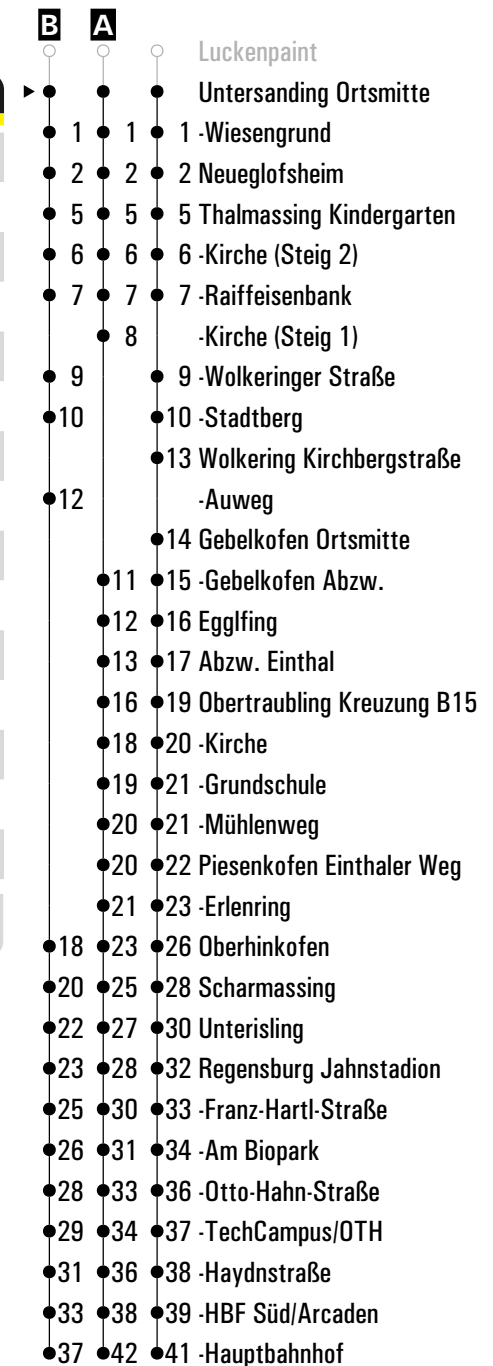 B A
Luckenpaint
Untersanding Ortsmitte
1 1 1 -Wiesengrund
2 2 2 Neueglofsheim
5 5 5 Thalmassing Kindergarten
6 6 6 -Kirche (Steig 2)
7 7 7 -Raiffeisenbank
8 -Kirche (Steig 1)
9 9 -Wolkeringer Straße
10 10 -Stadtberg
13 Wolkering Kirchbergstraße
12 -Auweg
14 Gebelkofen Ortsmitte
11 15 -Gebelkofen Abzw.
12 16 Egglfing
13 17 Abzw. Einthal
16 19 Obertraubling Kreuzung B15
18 20 -Kirche
19 21 -Grundschule
20 21 -Mühlenweg
20 22 Piesenkofen Einthaler Weg
21 23 -Erlenring
18 23 26 Oberhinkofen
20 25 28 Scharmassing
22 27 30 Unterisling
23 28 32 Regensburg Jahnstadion
25 30 33 -Franz-Hartl-Straße
26 31 34 -Am Biopark
28 33 36 -Otto-Hahn-Straße
29 34 37 -TechCampus/OTH
31 36 38 -Haydnstraße
33 38 39 -HBF Süd/Arcaden
37 42 41 -Hauptbahnhof